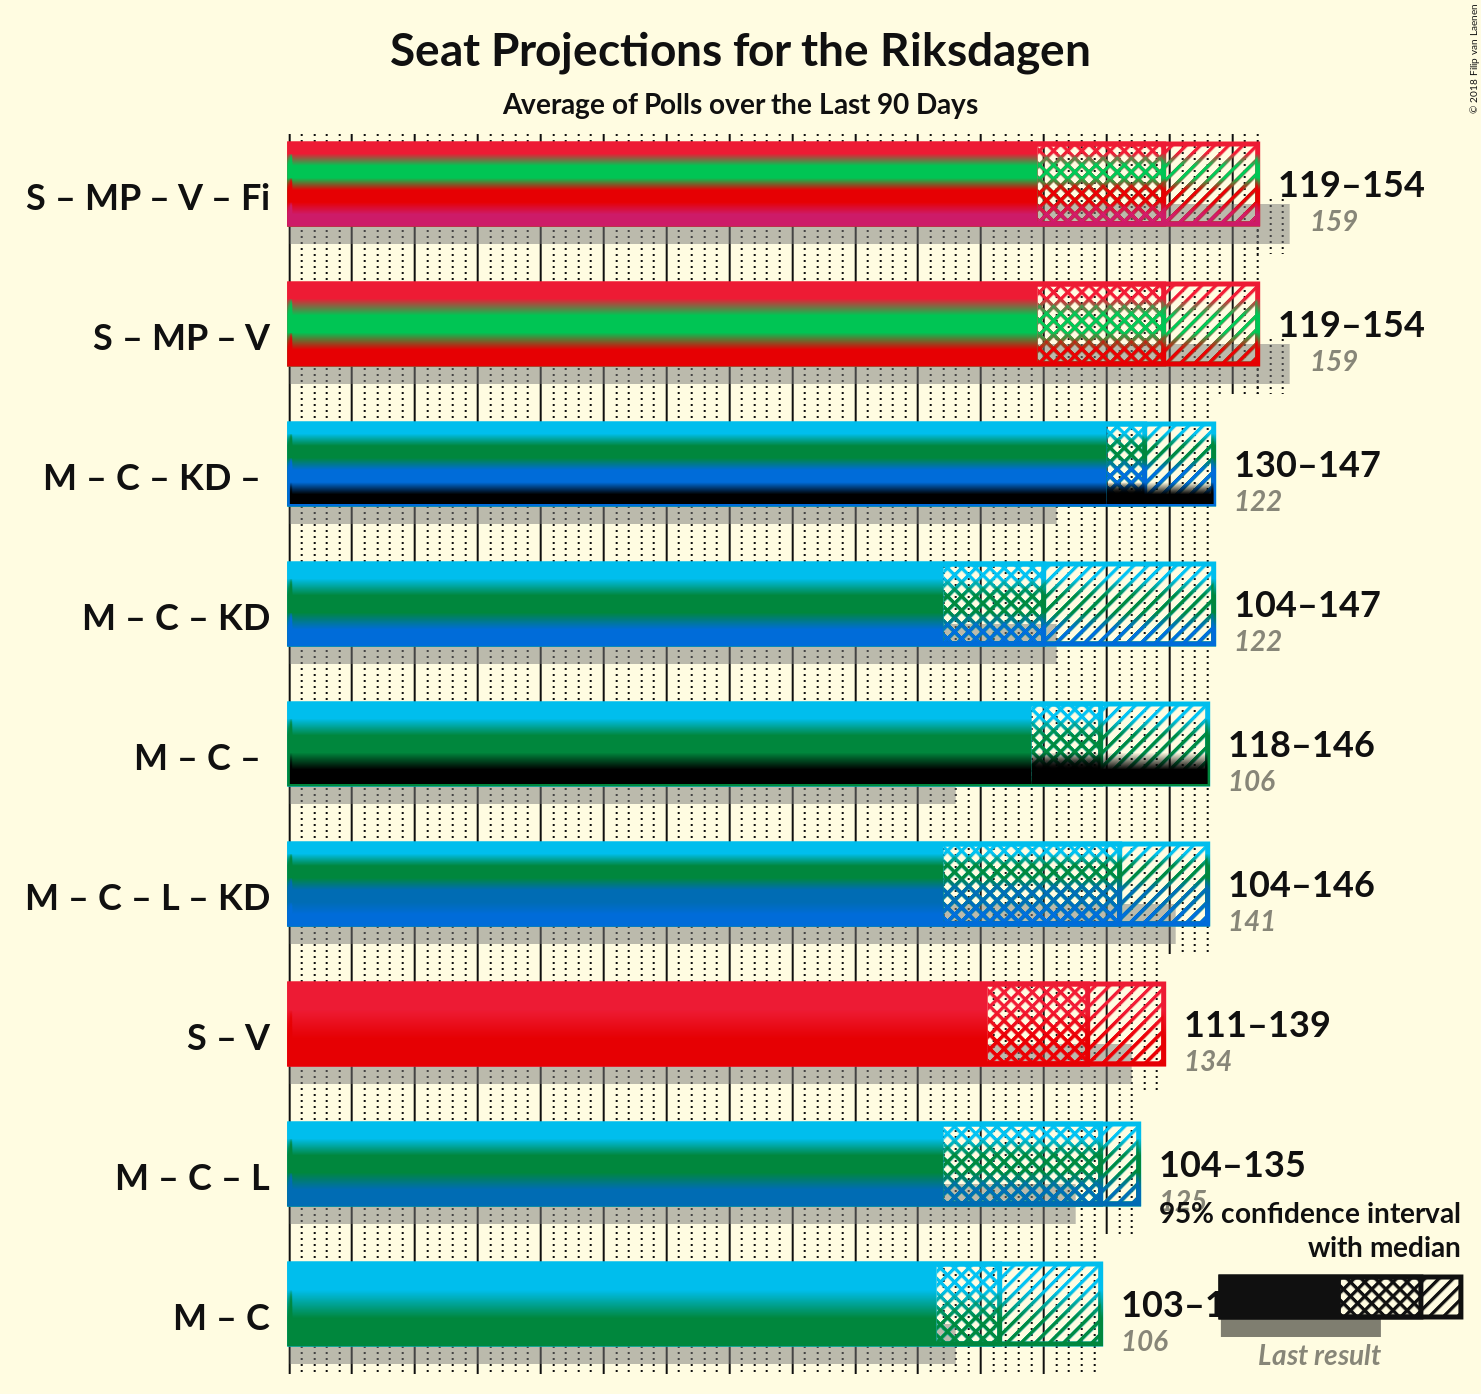 Seat Projections for the Riksdagen
Average of Polls over the Last 90 Days
© 2018 Filip van Laenen
S – MP – V – Fi
119–154
159
S – MP – V
119–154
159
M – C – KD –
130–147
122
M – C – KD
104–147
122
M – C –
118–146
106
M – C – L – KD
104–146
141
S – V
111–139
134
M – C – L
104–135
125
M – C
103–1
106
95% confidence interval
with median
Last result